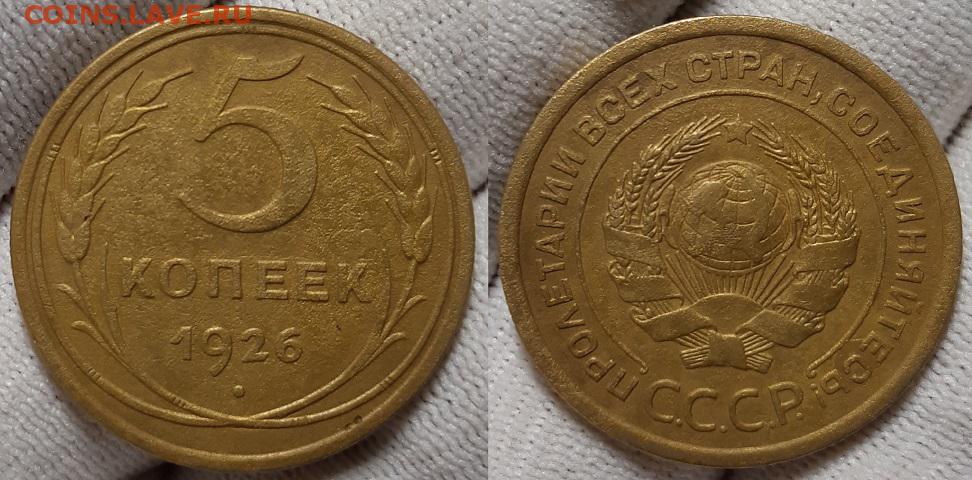 COINS.LAVE.RU
5
КОПЕЕК
1926
ПРОЛЕТАРИИ ВСЕХ СТРАН, СОЕДИНЯЙТЕСЬ!
С.С.С.Р.